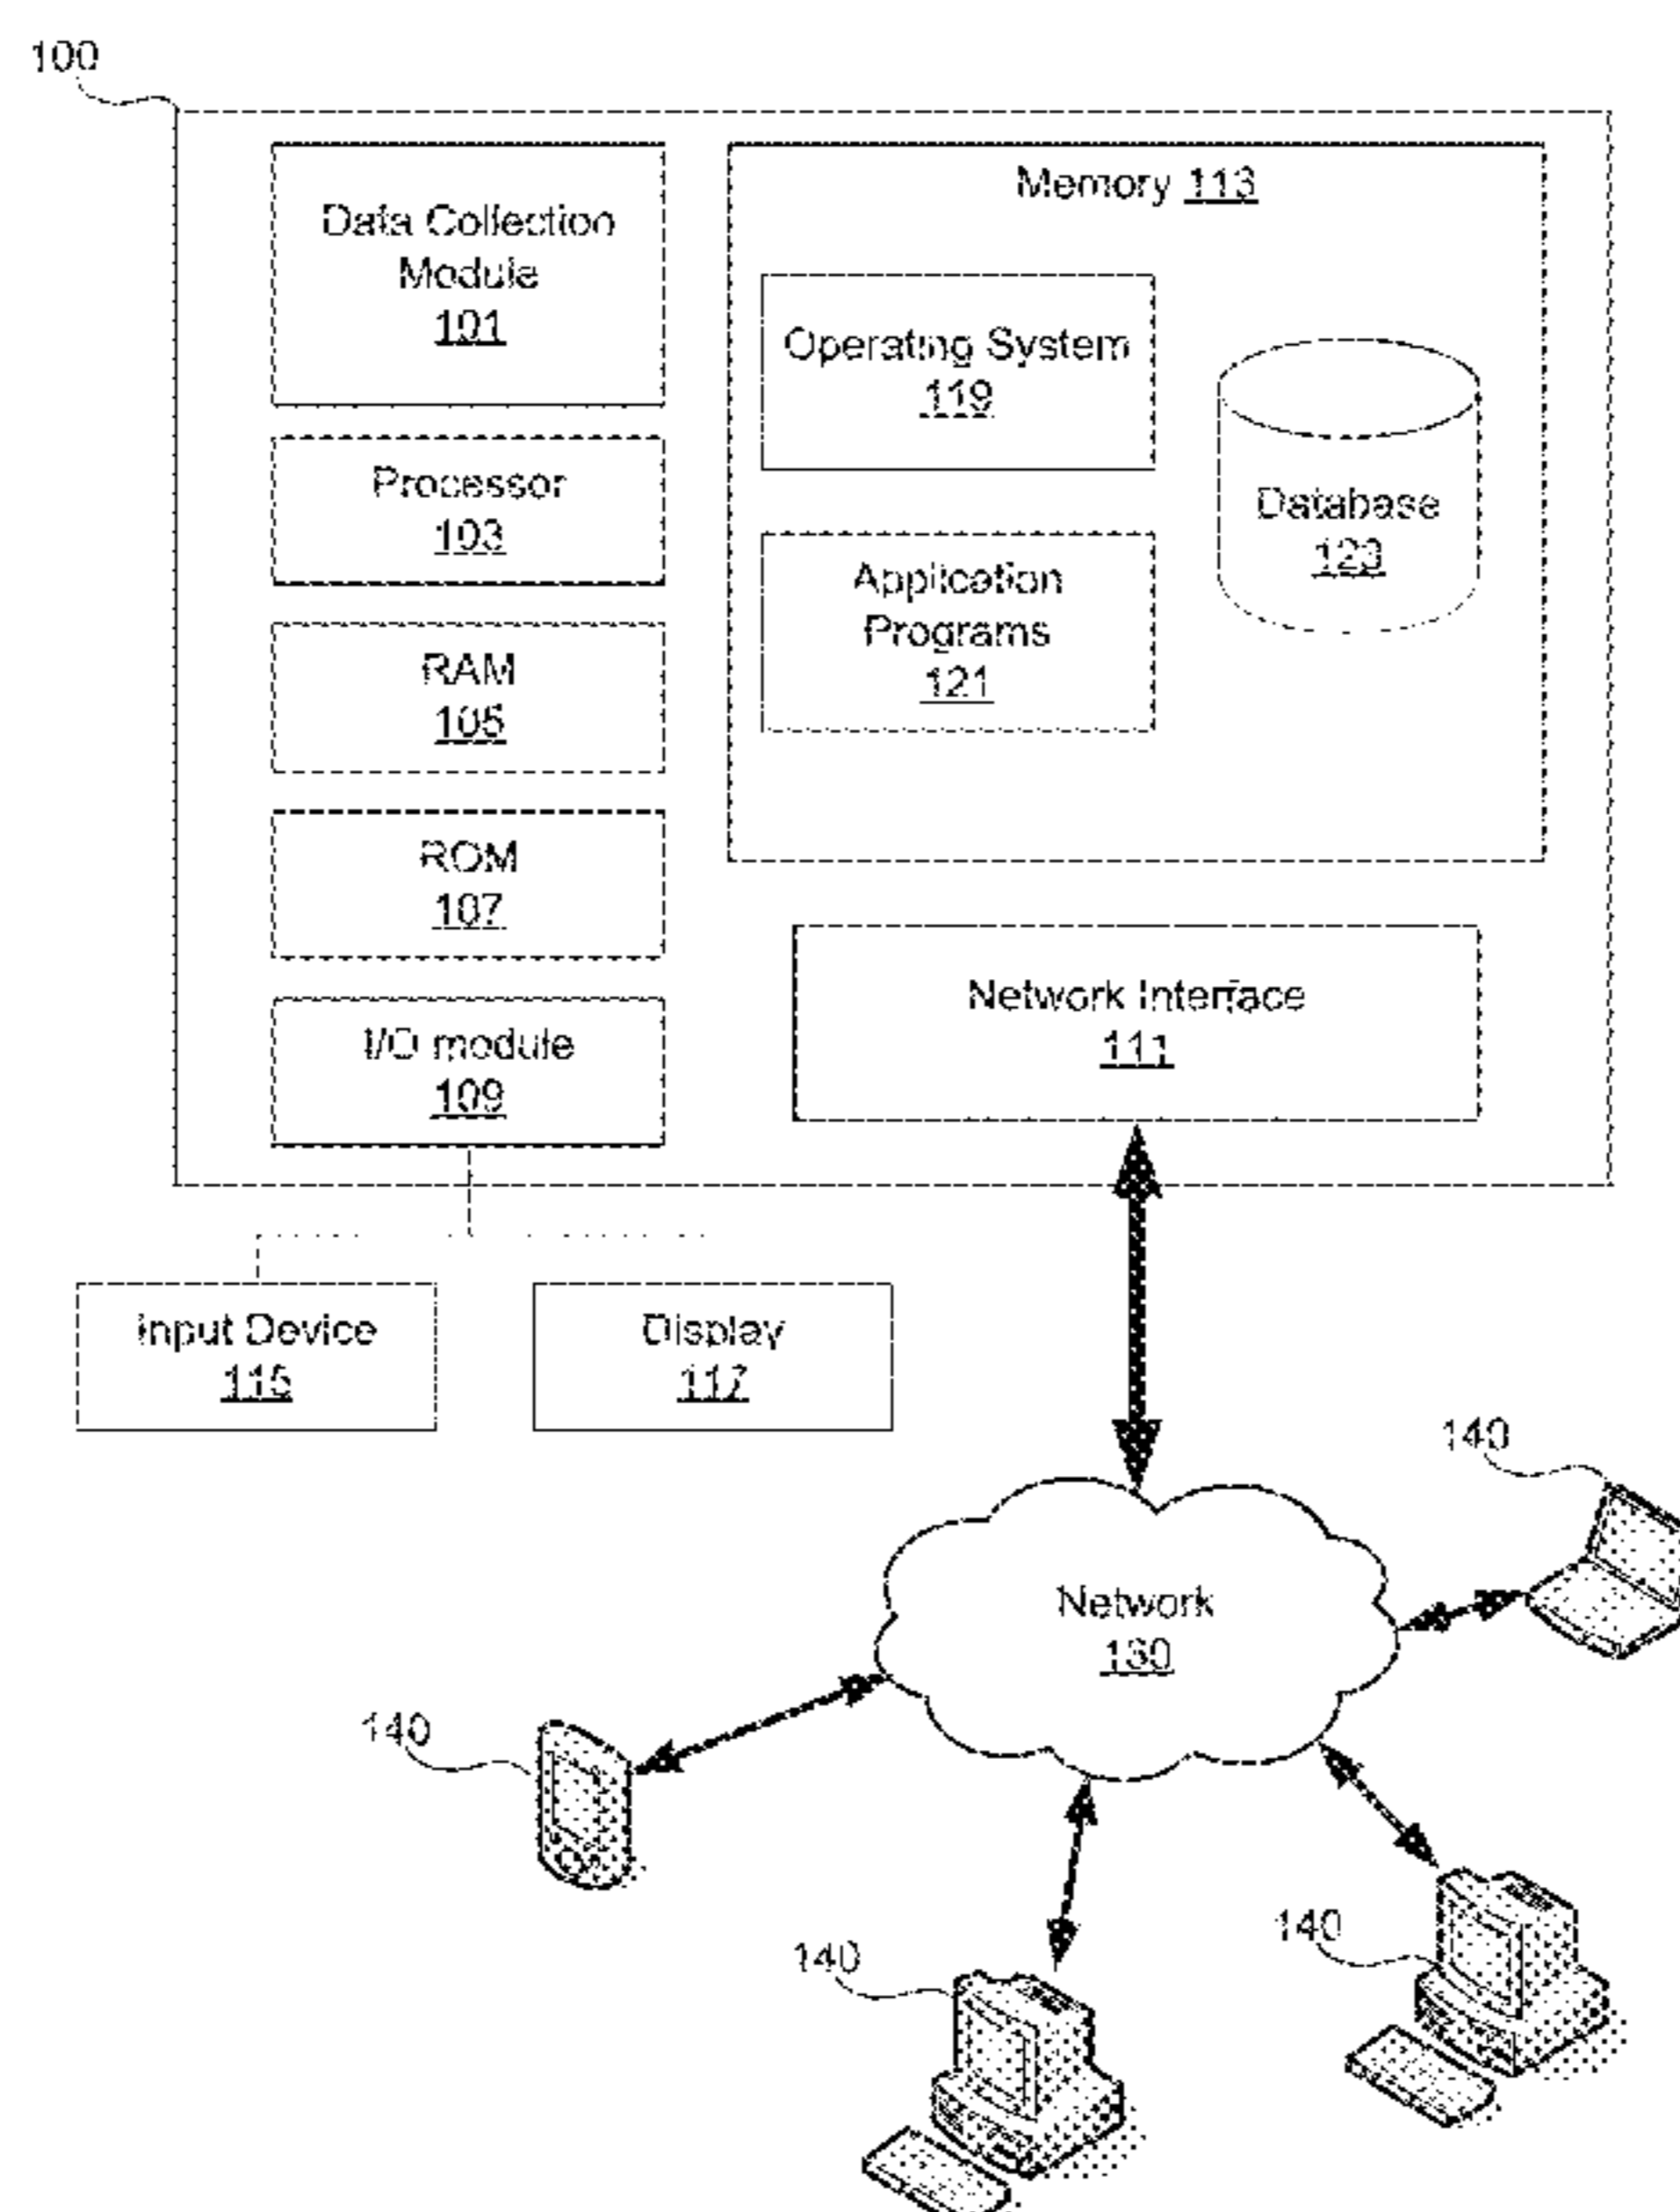 100
Data Collection
Module
101
Processor
103
RAM
105
ROM
107
I/O module
109
Memory 113
Operating System
119
Application
Programs
121
Database
123
Network Interface
111
Input Device
115
Display
117
Network
130
140
140
140
140